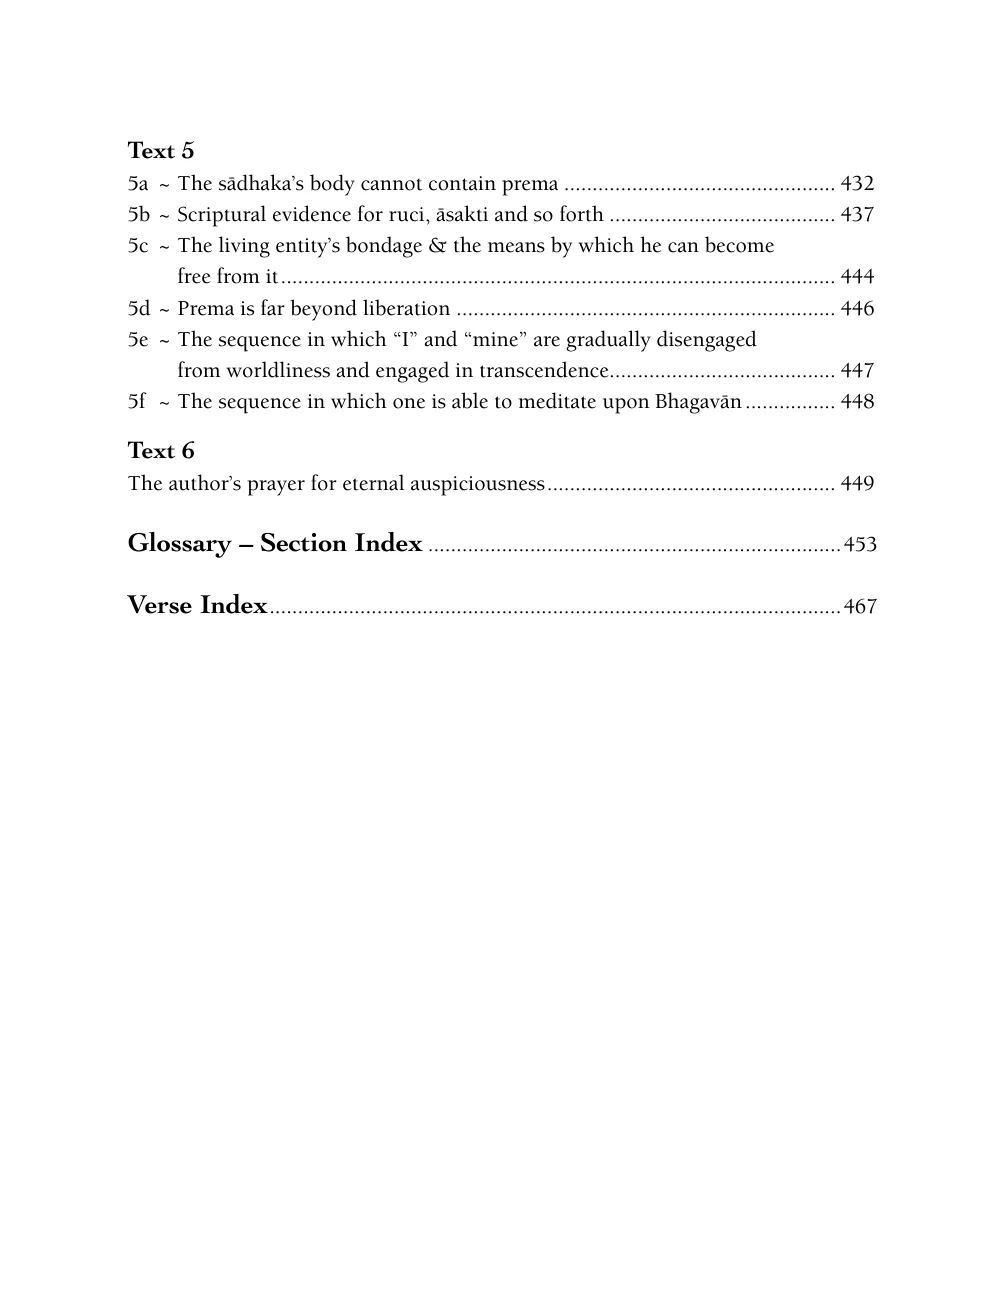 Text 5
5a ~ The sādhaka’s body cannot contain prema ................................................ 432
5b ~ Scriptural evidence for ruci, āsakti and so forth ........................................ 437
5c ~ The living entity’s bondage & the means by which he can become
free from it.................................................................................................. 444
5d ~ Prema is far beyond liberation ................................................................... 446
5e ~ The sequence in which “I” and “mine” are gradually disengaged
from worldliness and engaged in transcendence........................................ 447
5f ~ The sequence in which one is able to meditate upon Bhagavān ................ 448
Text 6
The author’s prayer for eternal auspiciousness................................................... 449
Glossary – Section Index .........................................................................453
Verse Index.....................................................................................................467